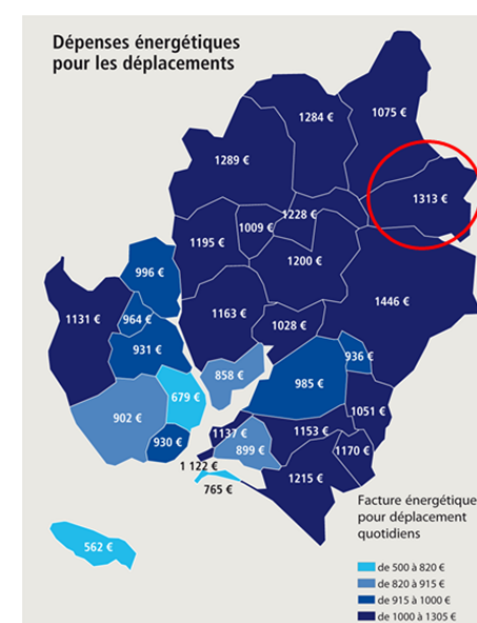 Dépenses énergétiques
pour les déplacements
1284 €
1075 €
1289 €
1313 €
1228 €
1009 €
1195 €
1200 €
996 €
1446 €
1131 €
964 €
1163 €
1028 €
931 €
936 €
858 €
985 €
679 €
902 €
1051 €
930 €
1137 €
1153 €
899 €
1170 €
1 122 €
1215 €
765 €
562 €
Facture énergétique
pour déplacement
quotidiens
de 500 à 820 €
de 820 à 915 €
de 915 à 1000 €
de 1000 à 1305 €